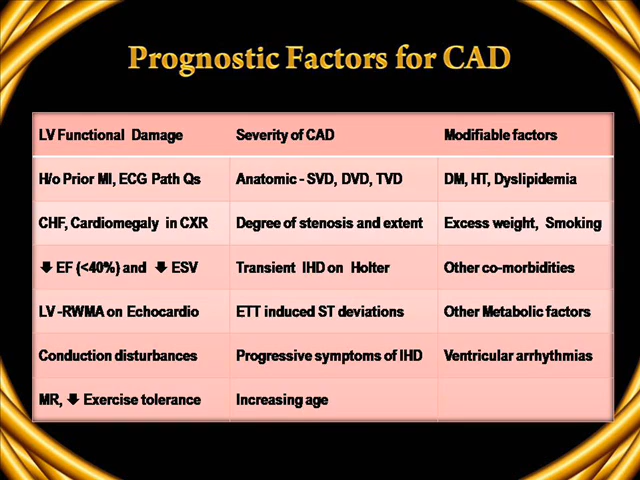 Prognostic Factors for CAD
LV Functional Damage Severity of CAD Modifiable factors
H/o Prior MI, ECG Path Qs Anatomic - SVD, DVD, TVD DM, HT, Dyslipidemia
CHF, Cardiomegaly in CXR Degree of stenosis and extent Excess weight, Smoking
🡇 EF (<40%) and 🡇 ESV Transient IHD on Holter Other co-morbidities
LV -RWMA on Echocardio ETT induced ST deviations Other Metabolic factors
Conduction disturbances Progressive symptoms of IHD Ventricular arrhythmias
MR, 🡇 Exercise tolerance Increasing age